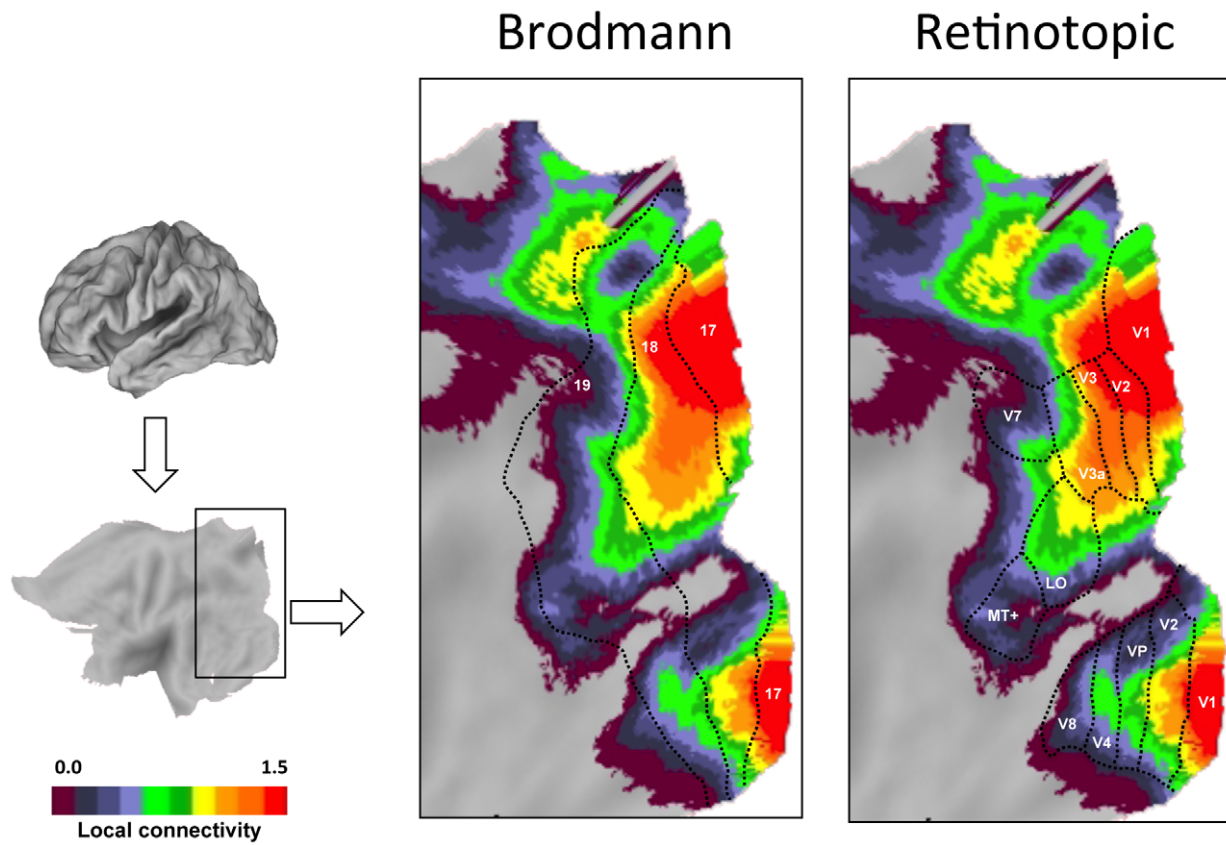 Brodmann
Retinotopic
17
18
19
17
V1
V3
V2
V7
V3a
LO
MT+
V2
VP
V1
V8
V4
0.0 1.5
Local connectivity